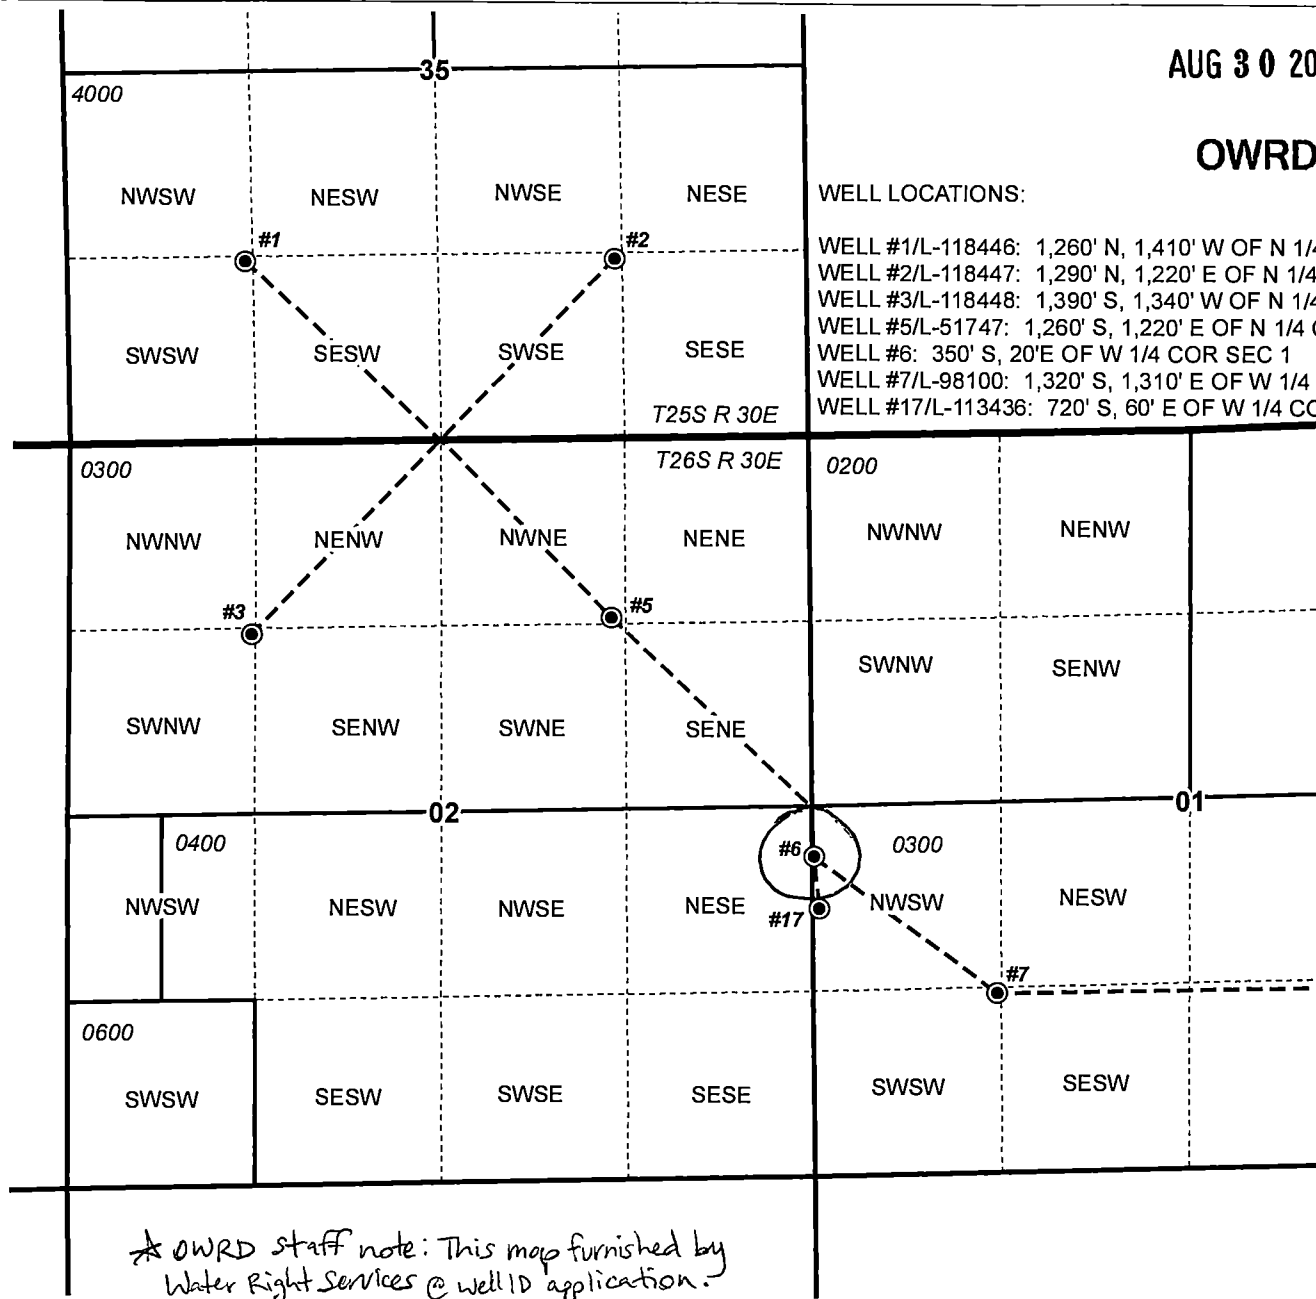 AUG 30 20
OWRD
35
4000
NWSW NESW NWSE NESE
WELL LOCATIONS:
#1 #2
WELL #1/L-118446: 1,260' N, 1,410' W OF N 1/4
WELL #2/L-118447: 1,290' N, 1,220' E OF N 1/4
WELL #3/L-118448: 1,390' S, 1,340' W OF N 1/4
WELL #5/L-51747: 1,260' S, 1,220' E OF N 1/4
WELL #6: 350' S, 20'E OF W 1/4 COR SEC 1
WELL #7/L-98100: 1,320' S, 1,310' E OF W 1/4
WELL #17/L-113436: 720' S, 60' E OF W 1/4 CO
SWSW SESW SWSE SESE
T25S R 30E
0300 T26S R 30E 0200
NWNW NENW NWNE NENE NWNW NENW
#3 #5
SWNW SENW
SWNW SENW SWNE SENE
02 01
0400 #6 0300
NWSW NESW NWSE NESE NWSW NESW
#17
#7
0600
SWSW SESW SWSE SESE SWSW SESW
* OWRD staff note: This map furnished by
Water Right Services @ well ID application.